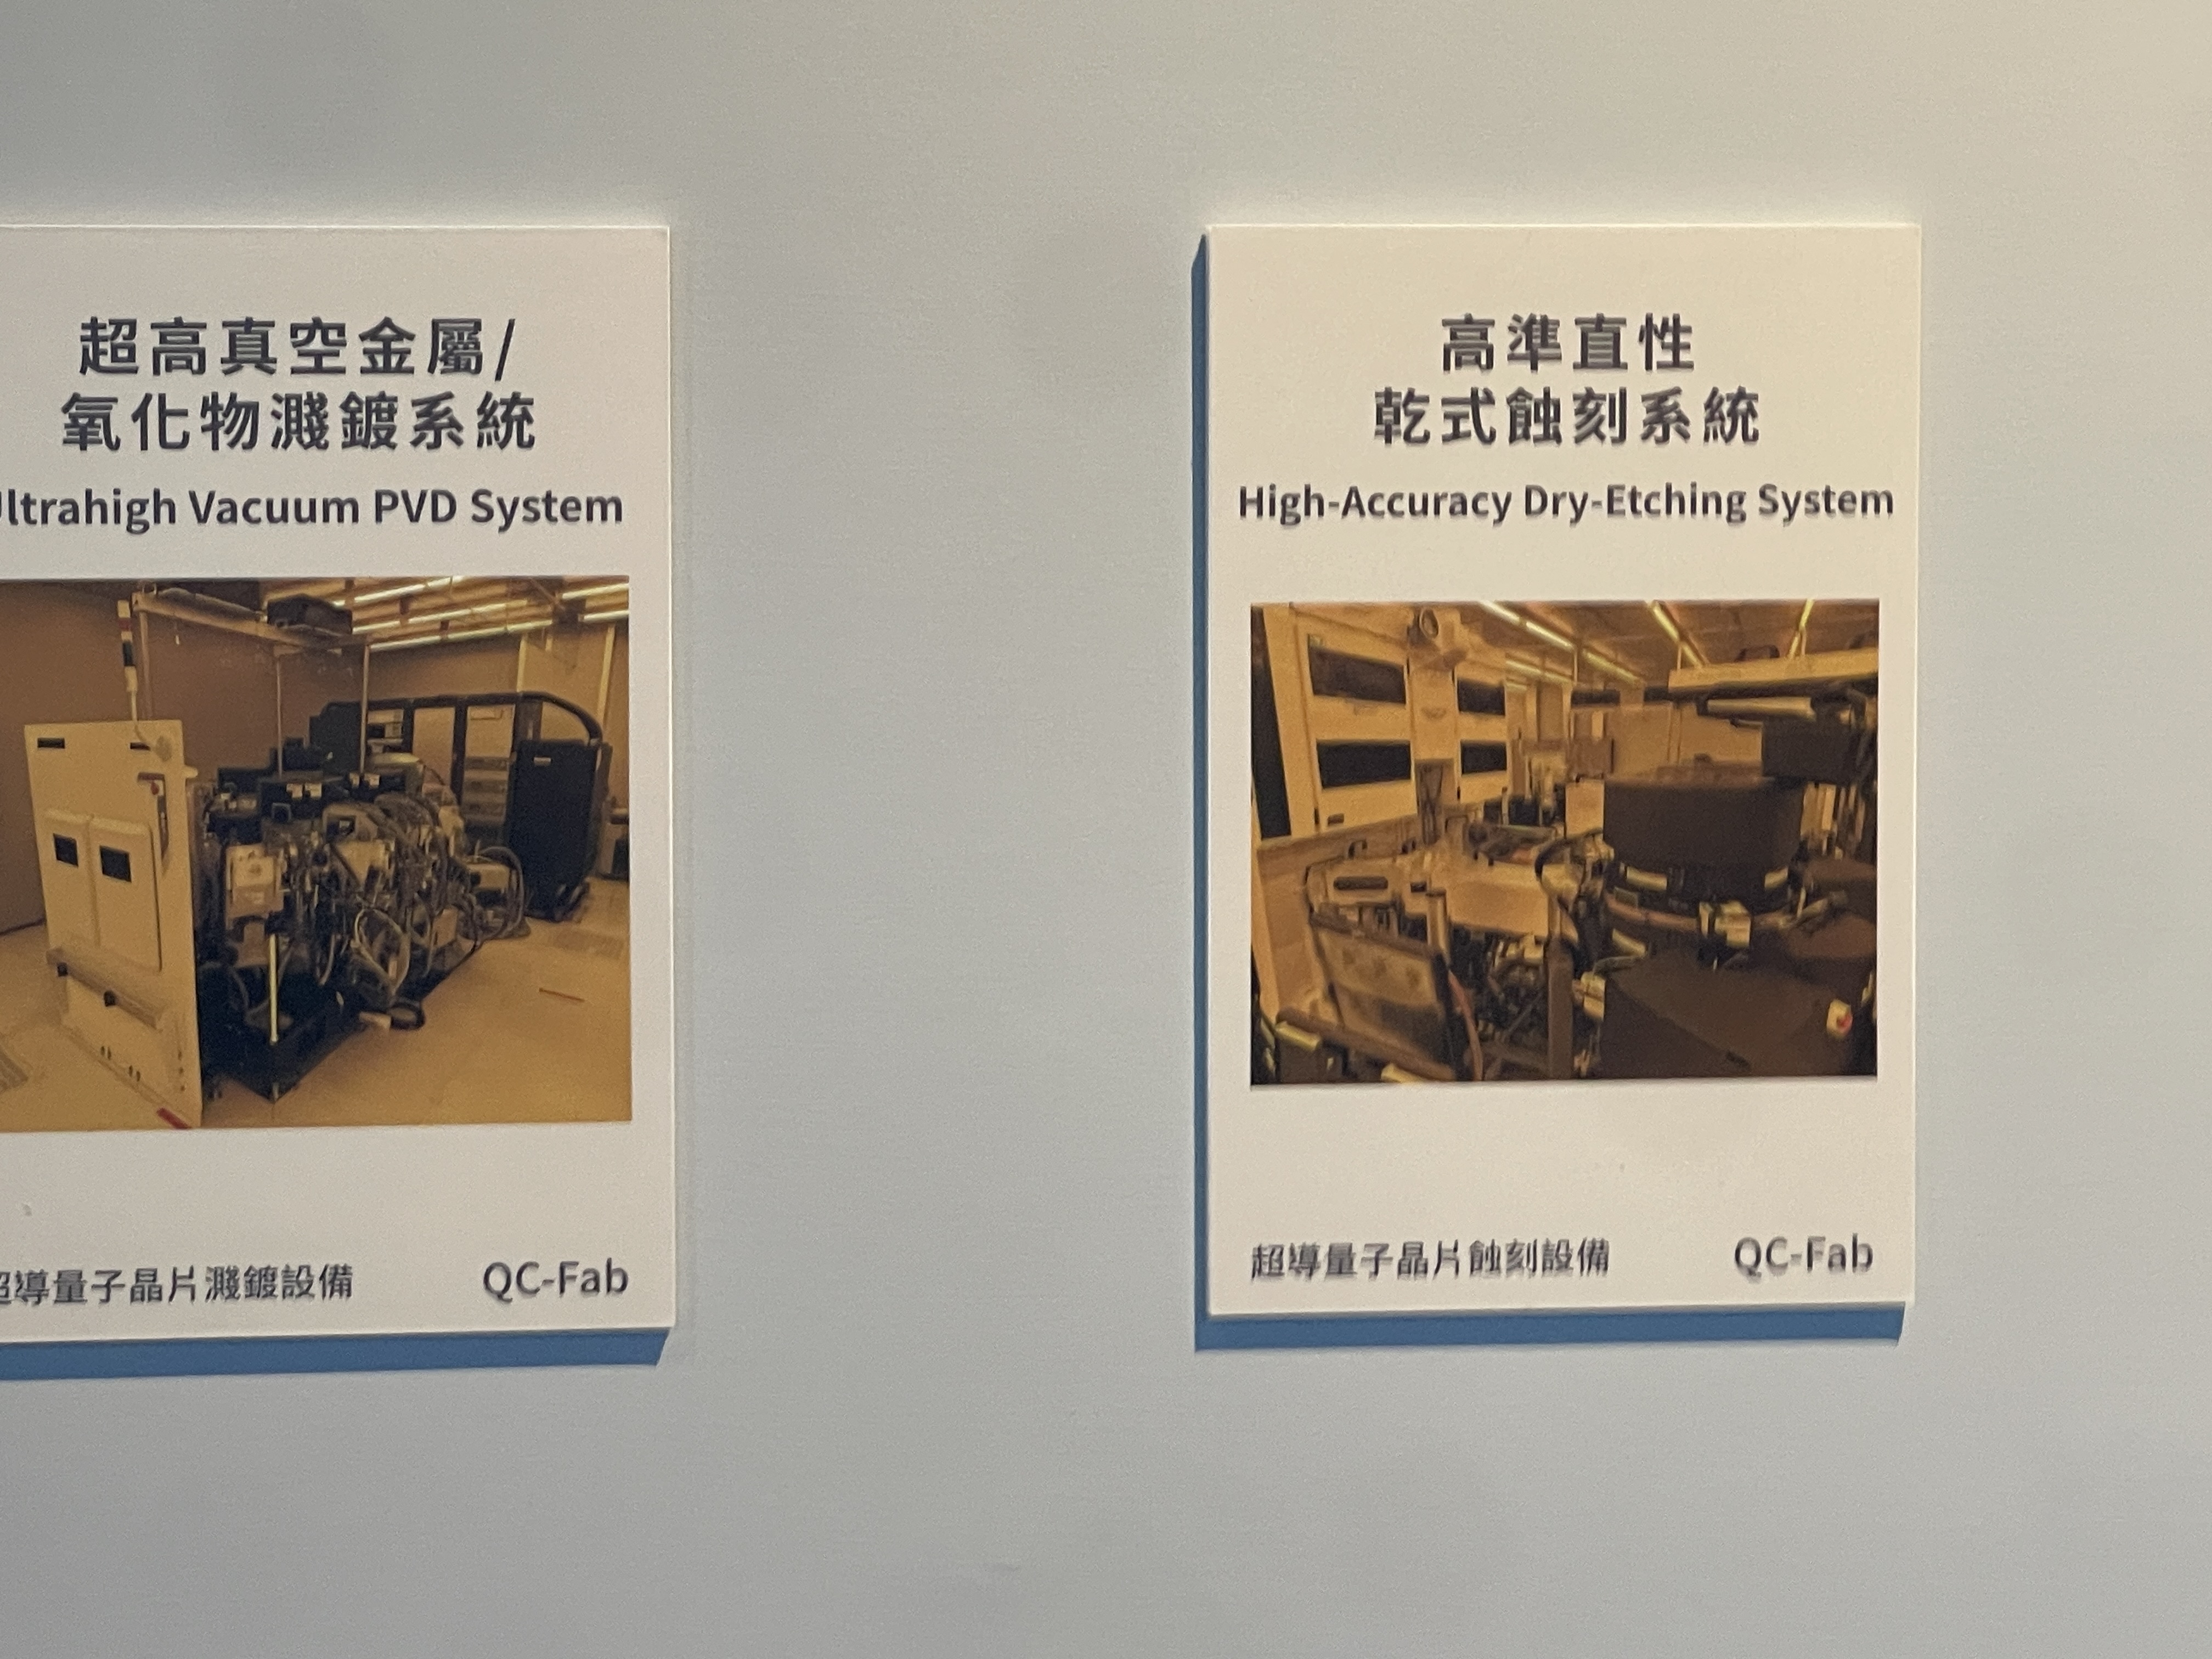 超高真空金屬/
氧化物濺鍍系統
Vacuum PVD System
導量子晶片濺鍍設備
QC-Fab
高準直性
乾式蝕刻系統
High-Accuracy Dry-Etching System
超導量子晶片蝕刻設備
QC-Fab